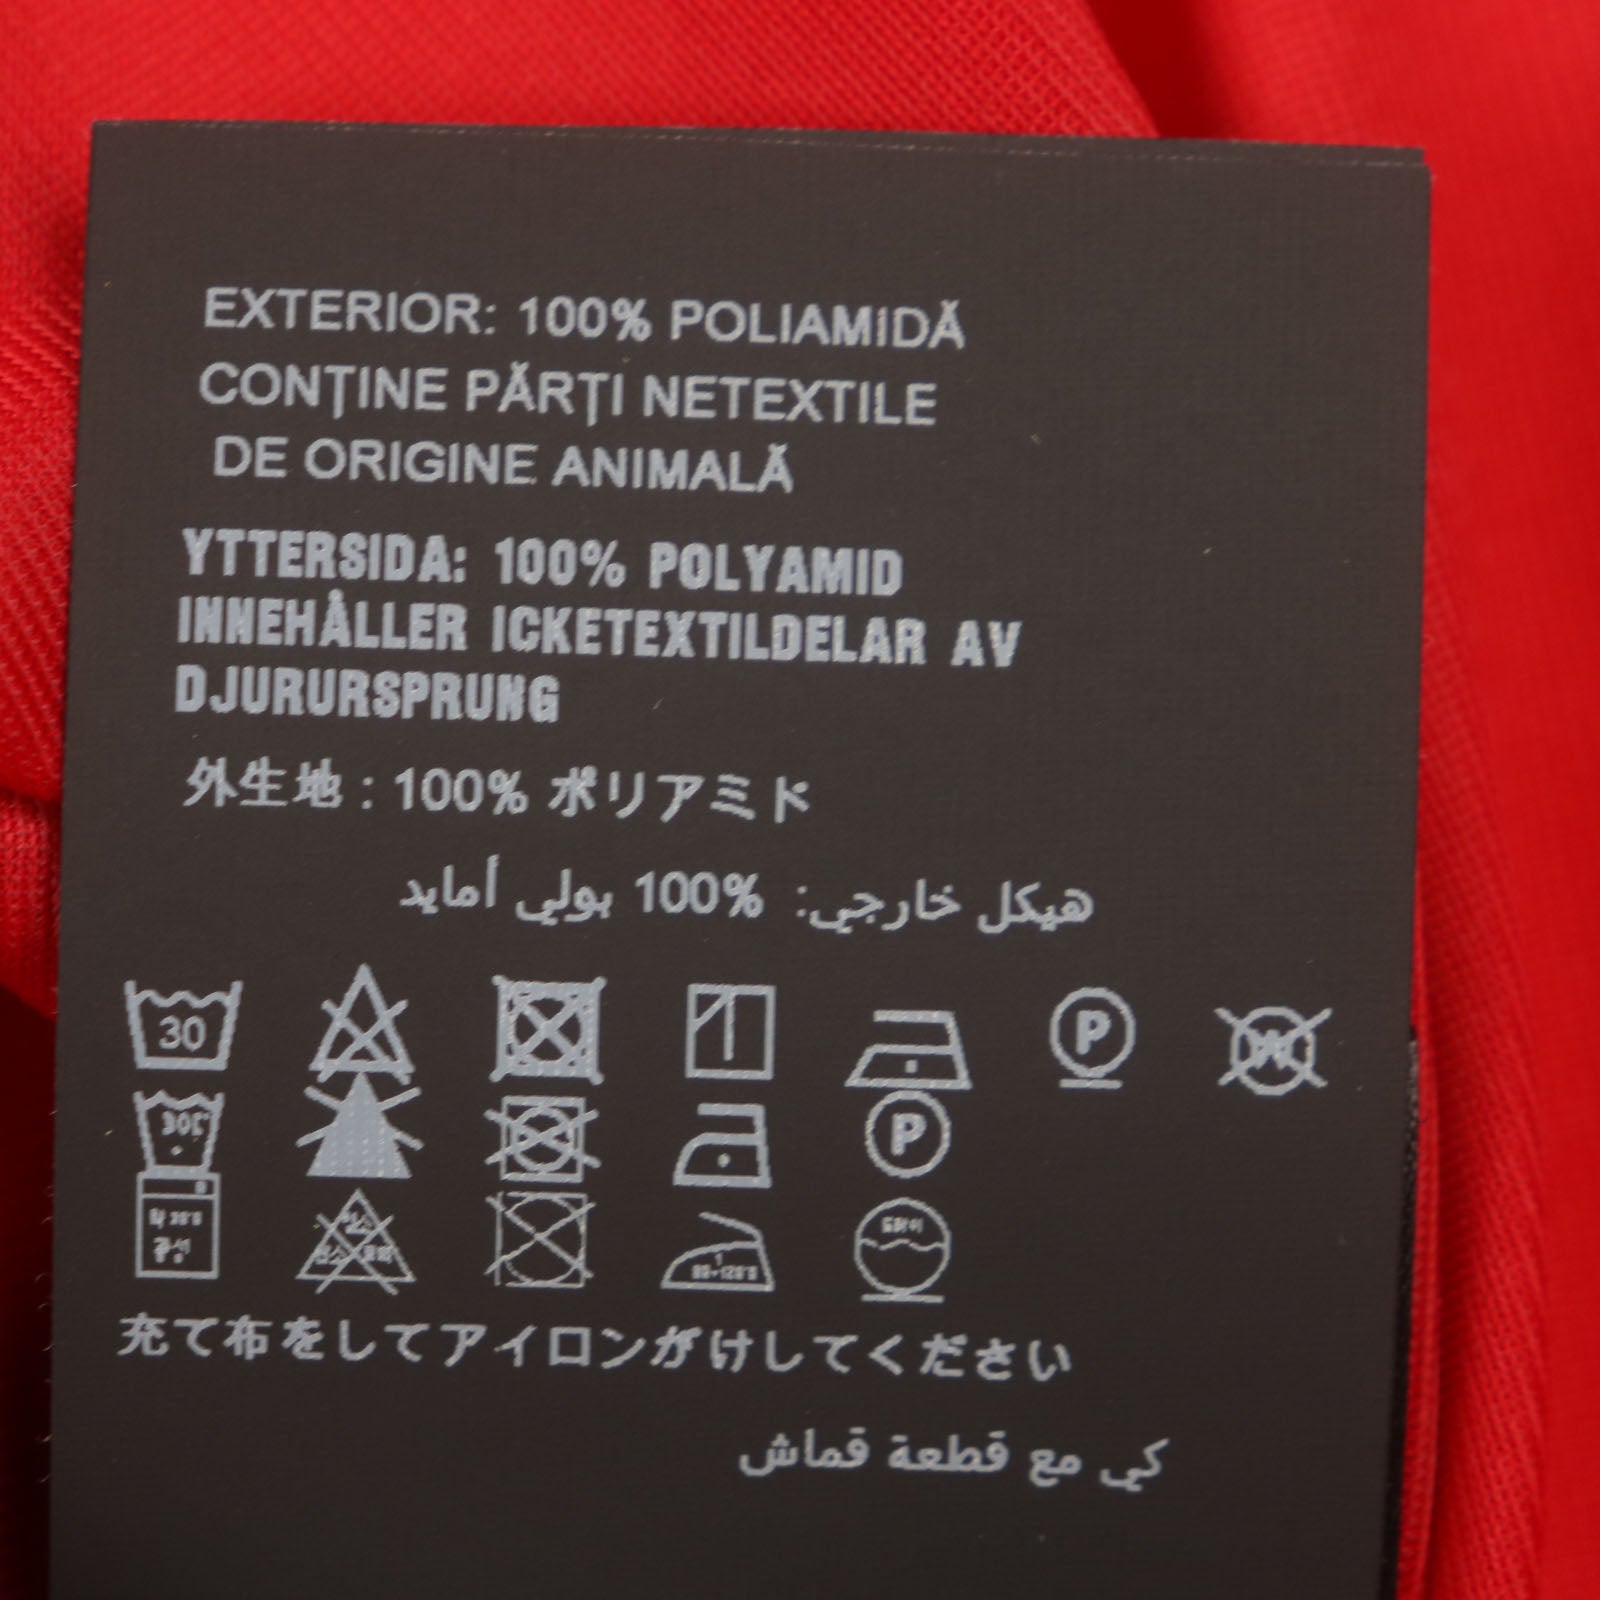 EXTERIOR: 100% POLIAMIDĂ
CONŢINE PĂRŢI NETEXTILE
DE ORIGINE ANIMALĂ
YTTERSIDA: 100% POLYAMID
INNEHÅLLER ICKETEXTILDELAR AV
DJURURSPRUNG
外生地 : 100% ポリアミド
هيكل خارجي: 100% بولي أمايد
30
P
W
P
充て布をしてアイロンがけしてください
كي مع قطعة قماش